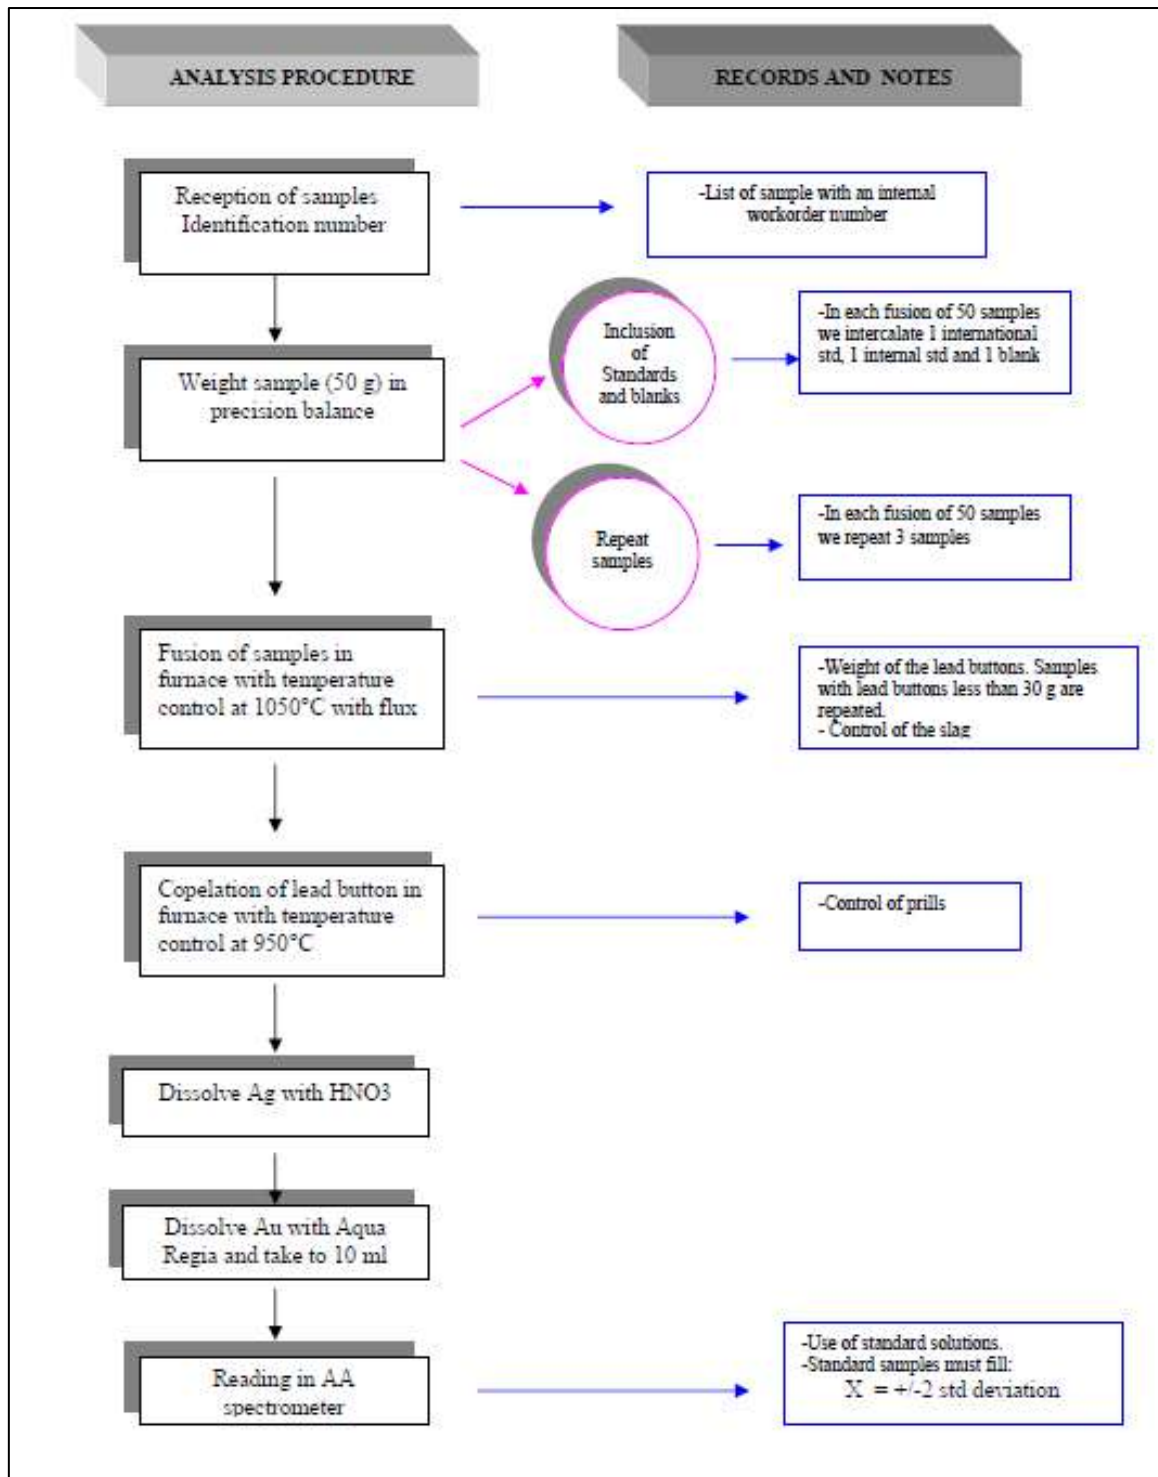 ANALYSIS PROCEDURE
RECORDS AND NOTES
Reception of samples
Identification number
-List of sample with an internal
workorder number
Weight sample (50 g) in
precision balance
Inclusion
of
Standards
and blanks
-In each fusion of 50 samples
we intercalate 1 international
std, 1 internal std and 1 blank
Repeat
samples
-In each fusion of 50 samples
we repeat 3 samples
Fusion of samples in
furnace with temperature
control at 1050°C with flux
-Weight of the lead buttons. Samples
with lead buttons less than 30 g are
repeated.
- Control of the slag
Copelation of lead button in
furnace with temperature
control at 950°C
-Control of prills
Dissolve Ag with HNO3
Dissolve Au with Aqua
Regia and take to 10 ml
Reading in AA
spectrometer
-Use of standard solutions.
-Standard samples must fill:
X = +/-2 std deviation